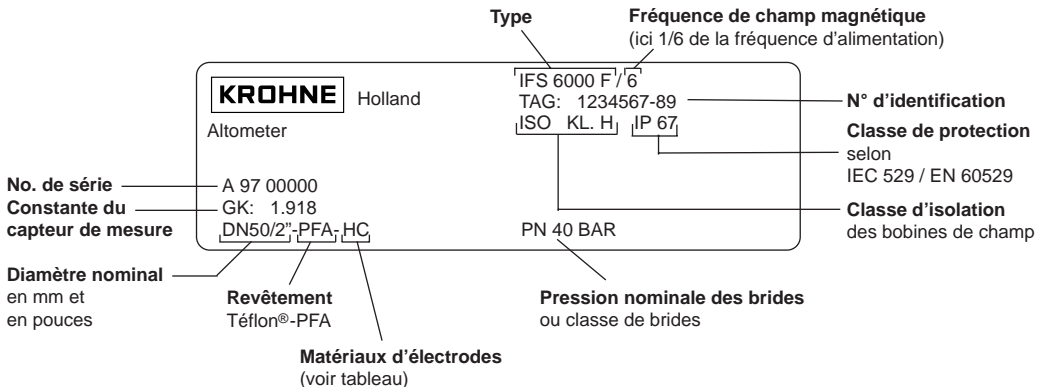 Type
Fréquence de champ magnétique
(ici 1/6 de la fréquence d'alimentation)
KROHNE Holland
Altometer
IFS 6000 F / 6
TAG: 1234567-89
ISO KL. H IP 67
N° d'identification
Classe de protection
selon
IEC 529 / EN 60529
Classe d'isolation
des bobines de champ
No. de série
Constante du
capteur de mesure
A 97 00000
GK: 1.918
DN50/2”-PFA-HC
PN 40 BAR
Diamètre nominal
en mm et
en pouces
Revêtement
Téflon®-PFA
Matériaux d'électrodes
(voir tableau)
Pression nominale des brides
ou classe de brides